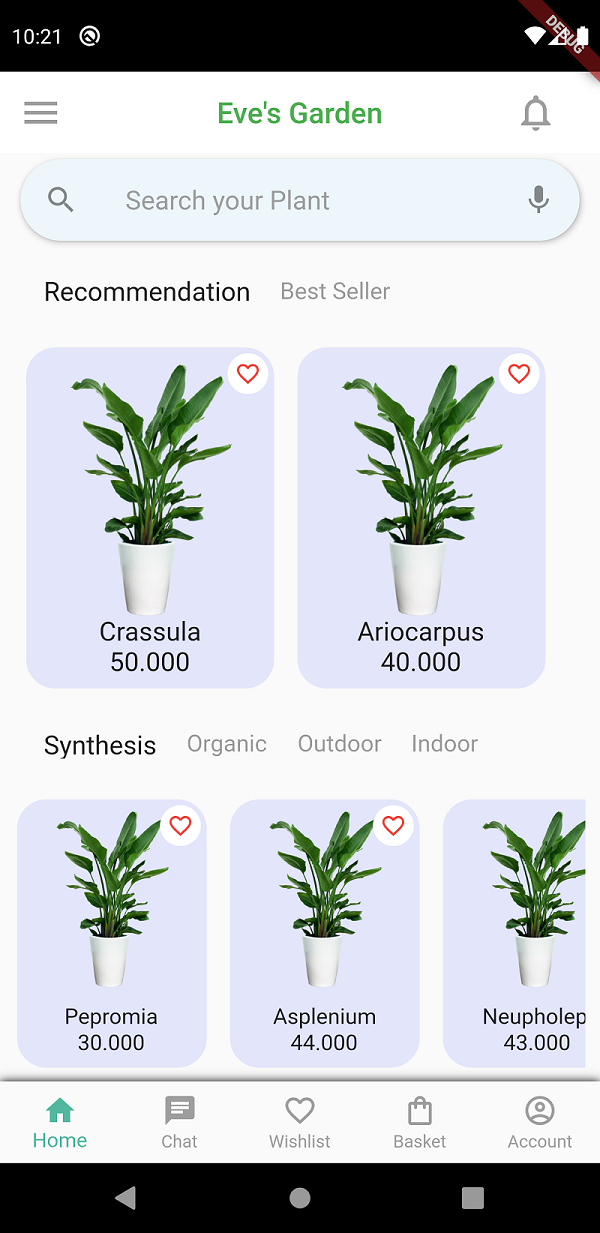 10:21
DEBUG
Eve's Garden
Search your Plant
Recommendation Best Seller
Crassula
50.000
Ariocarpus
40.000
Synthesis Organic Outdoor Indoor
Pepromia
30.000
Asplenium
44.000
Neupholep
43.000
Home Chat Wishlist Basket Account